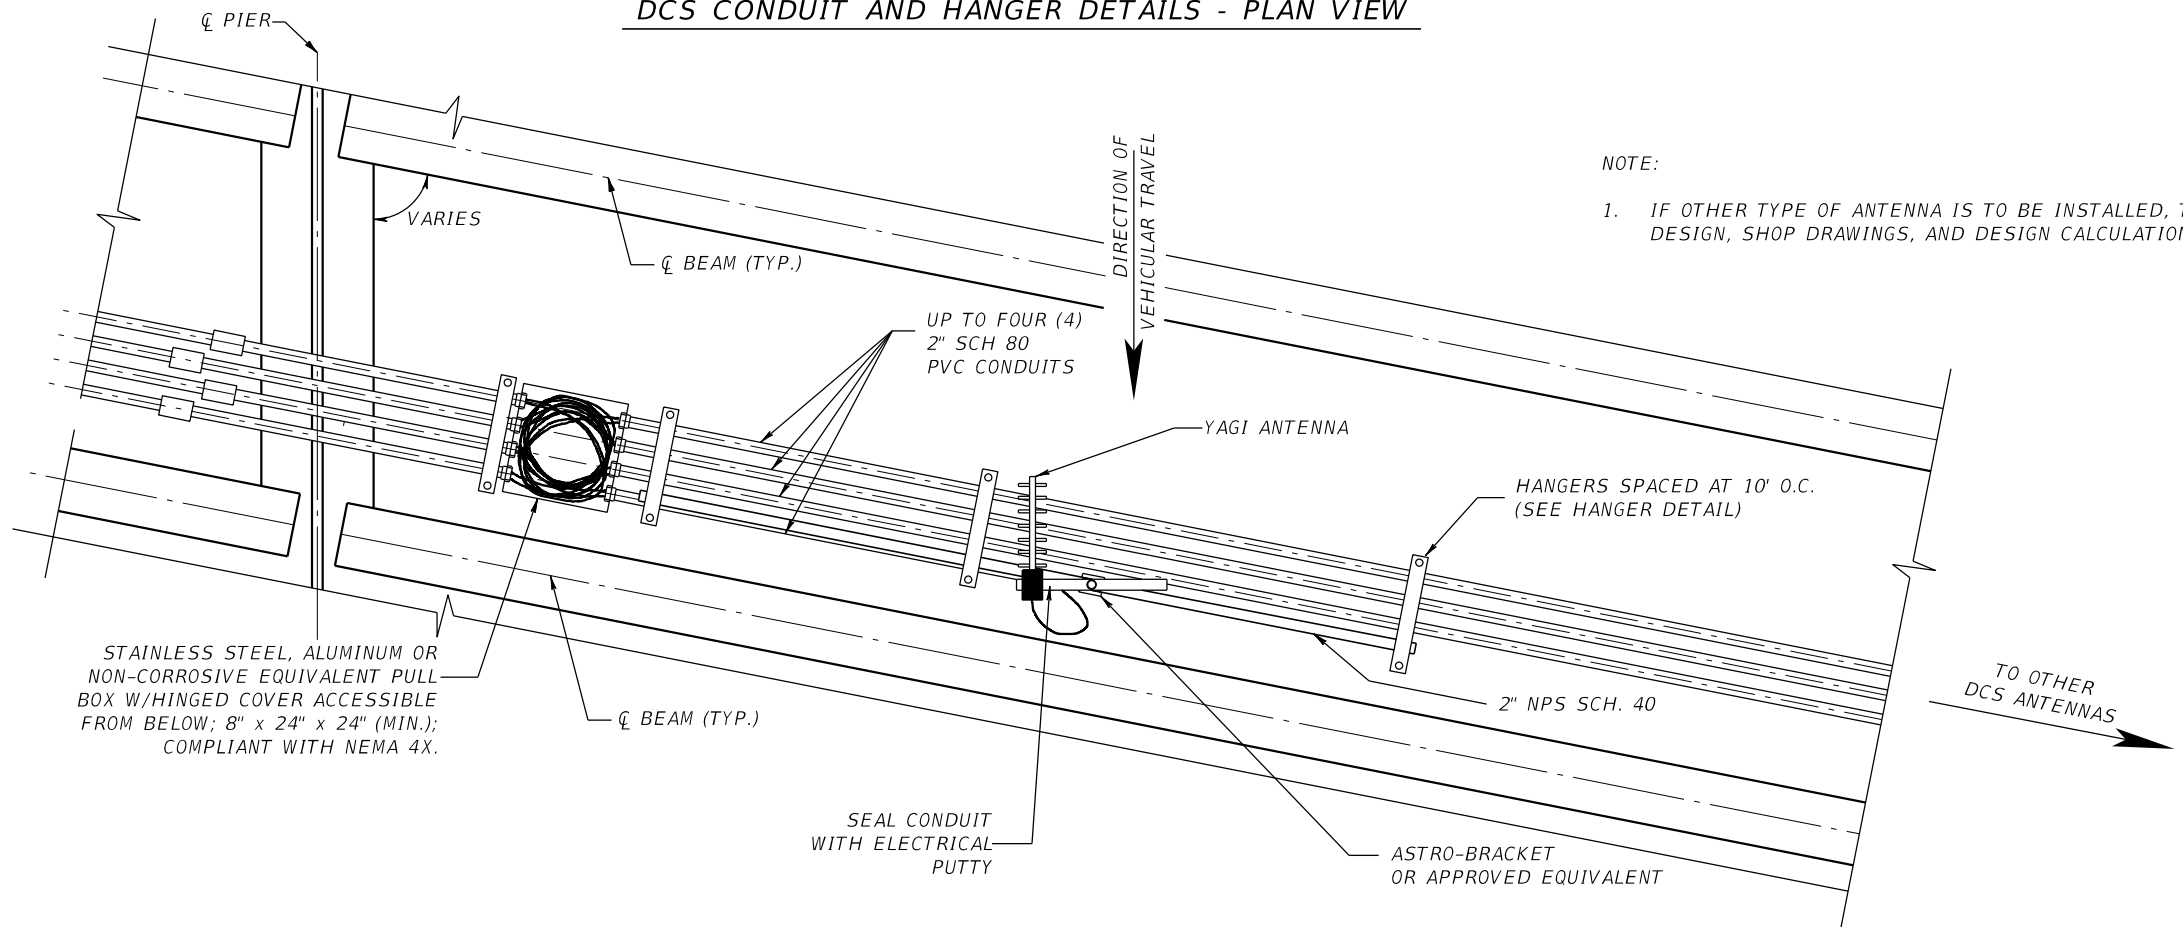 DCS CONDUIT AND HANGER DETAILS - PLAN VIEW
℄ PIER
DIRECTION OF
VEHICULAR TRAVEL
NOTE:
1. IF OTHER TYPE OF ANTENNA IS TO BE INSTALLED,
DESIGN, SHOP DRAWINGS, AND DESIGN
VARIES
℄ BEAM (TYP.)
UP TO FOUR (4)
2" SCH 80
PVC CONDUITS
YAGI ANTENNA
HANGERS SPACED AT 10' O.C.
(SEE HANGER DETAIL)
STAINLESS STEEL, ALUMINUM OR
NON-CORROSIVE EQUIVALENT PULL
BOX W/HINGED COVER ACCESSIBLE
FROM BELOW; 8" x 24" x 24" (MIN.);
COMPLIANT WITH NEMA 4X.
℄ BEAM (TYP.)
2" NPS SCH. 40
TO OTHER
DCS ANTENNAS
SEAL CONDUIT
WITH ELECTRICAL
PUTTY
ASTRO-BRACKET
OR APPROVED EQUIVALENT